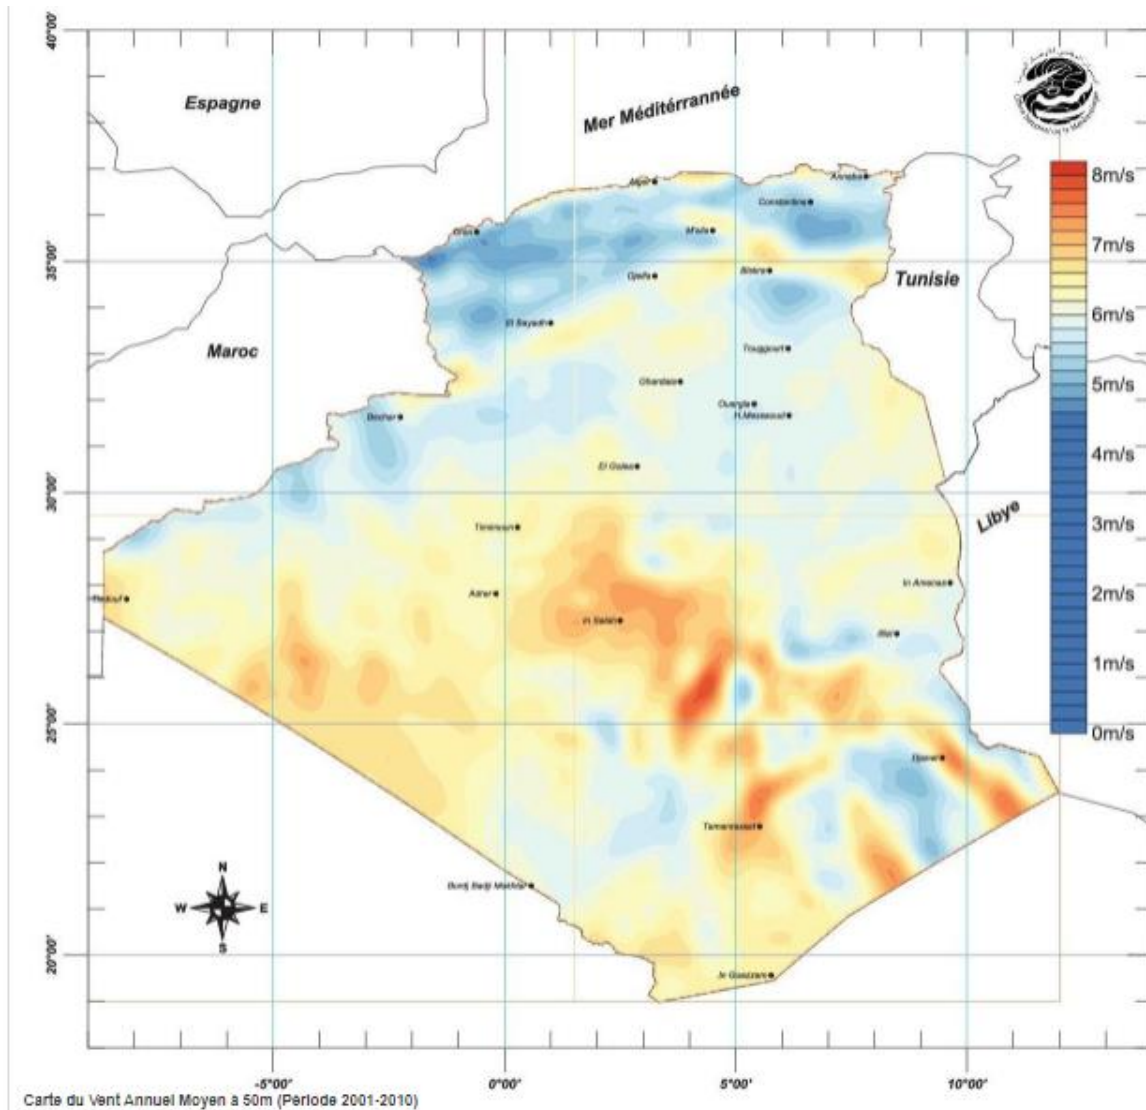 40°00'
Espagne
Mer Méditérrannée
8m/s
Alger
Annaba
Constantine
7m/s
Oran
M'sila
35°00'
Djelfa
Biskra
Tunisie
6m/s
El Bayadh
Maroc
Touggourt
5m/s
Ghardaia
Ouargla
Bechar
H.Messaoud
4m/s
El Golea
30°00'
Libye
3m/s
Timimoun
In Amenas
2m/s
Tindouf
Adrar
In Salah
Illizi
1m/s
25°00'
0m/s
Djanet
Tamanrasset
N
Bordj Badji Mokhtar
W
E
S
20°00'
In Guezzam
-5°00'
0°00'
5°00'
10°00'
Carte du Vent Annuel Moyen à 50m (Période 2001-2010)